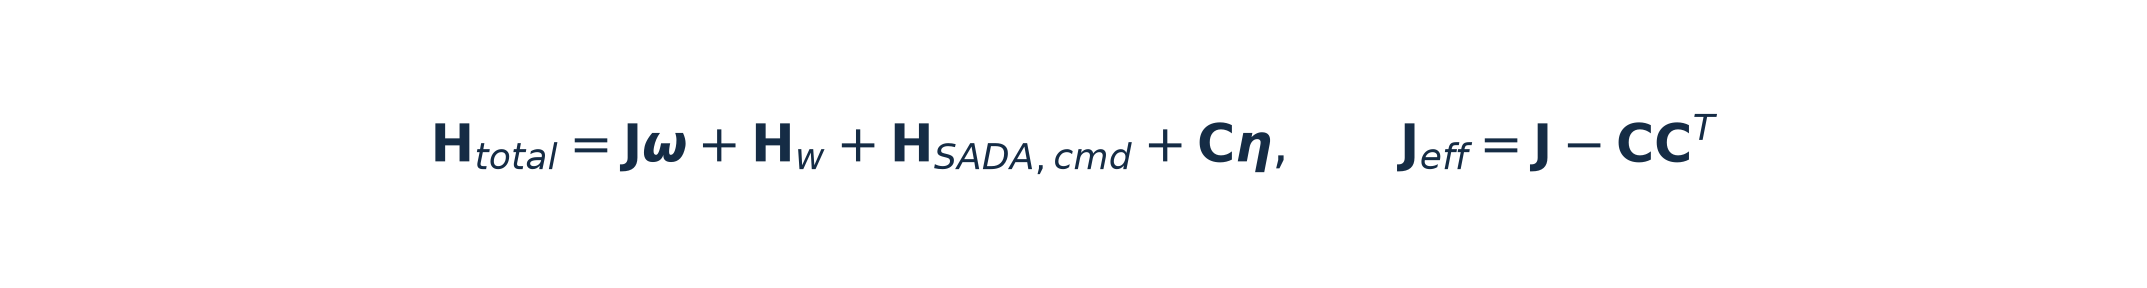 H_total = Jω + H_w + H_SADA,cmd + Cη, J_eff = J − CC^T